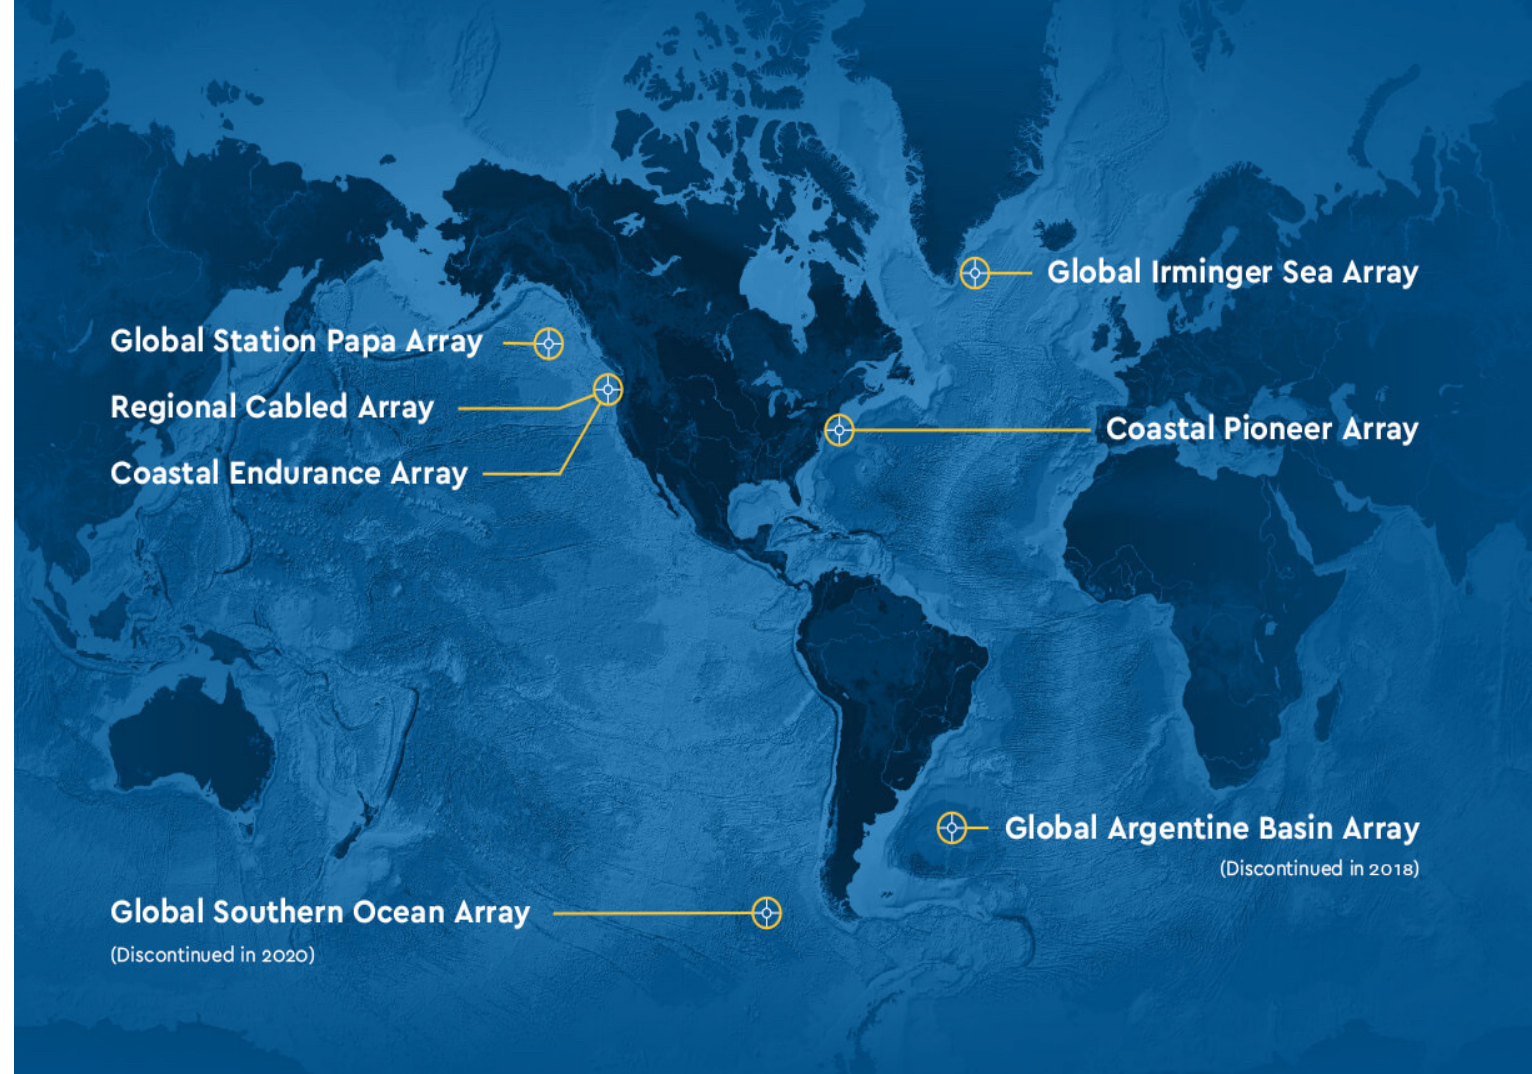 Global Irminger Sea Array
Global Station Papa Array
Regional Cabled Array
Coastal Pioneer Array
Coastal Endurance Array
Global Argentine Basin Array
(Discontinued in 2018)
Global Southern Ocean Array
(Discontinued in 2020)